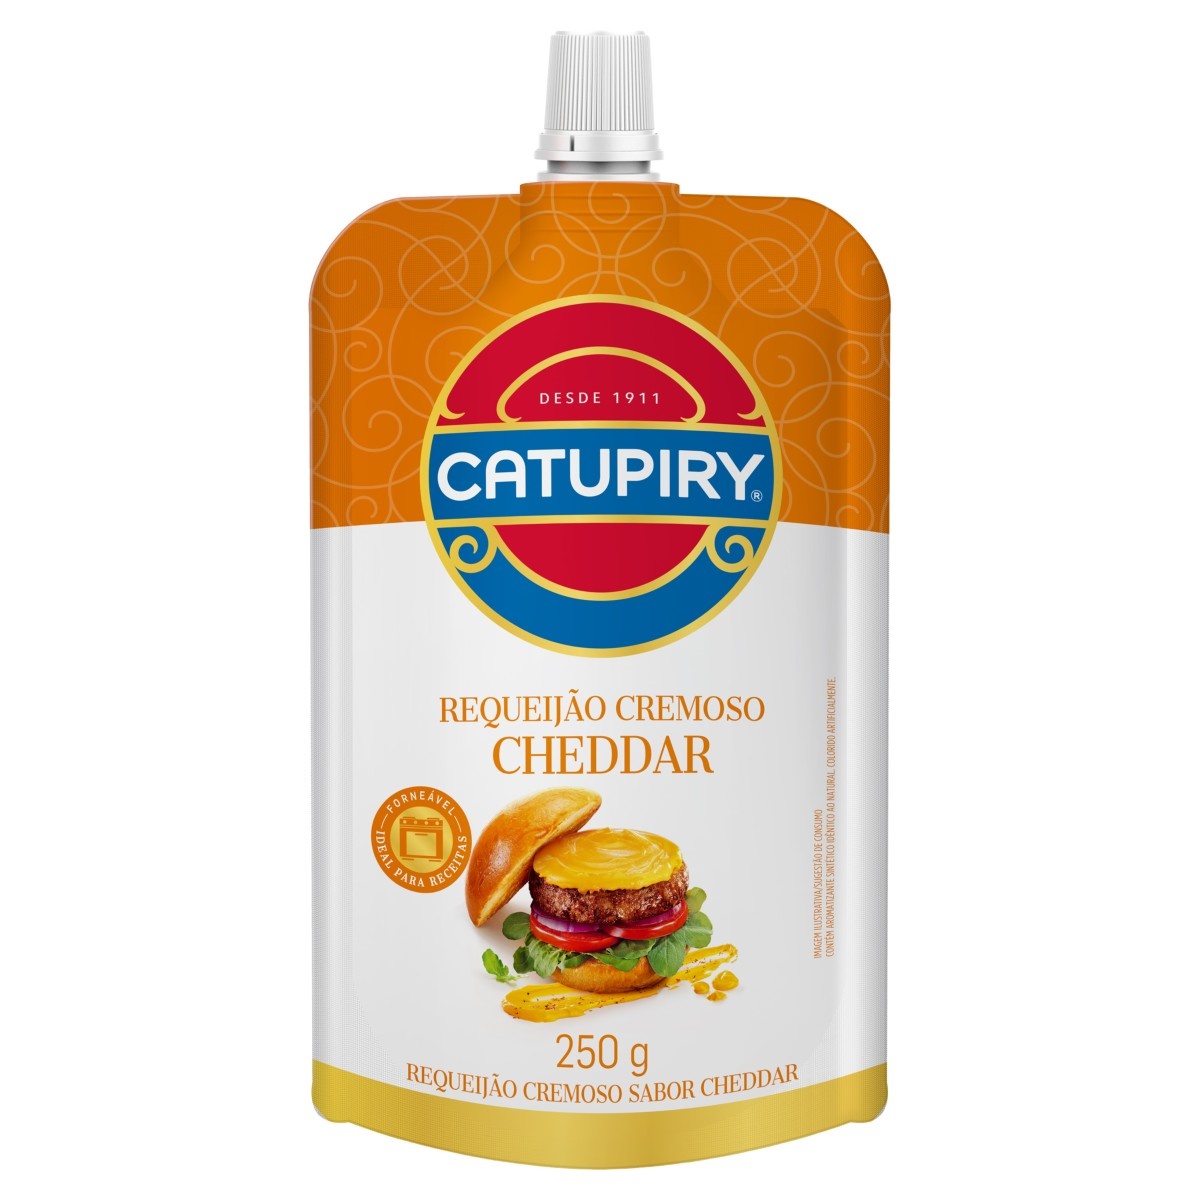 DESDE 1911
CATUPIRY®
REQUEIJÃO CREMOSO
CHEDDAR
FORNEÁVEL
IDEAL PARA RECEITAS
IMAGEM ILUSTRATIVA/SUGESTÃO DE CONSUMO
CONTÉM AROMATIZANTE SINTÉTICO IDÊNTICO AO NATURAL. COLORIDO ARTIFICIALMENTE.
250 g
REQUEIJÃO CREMOSO SABOR CHEDDAR